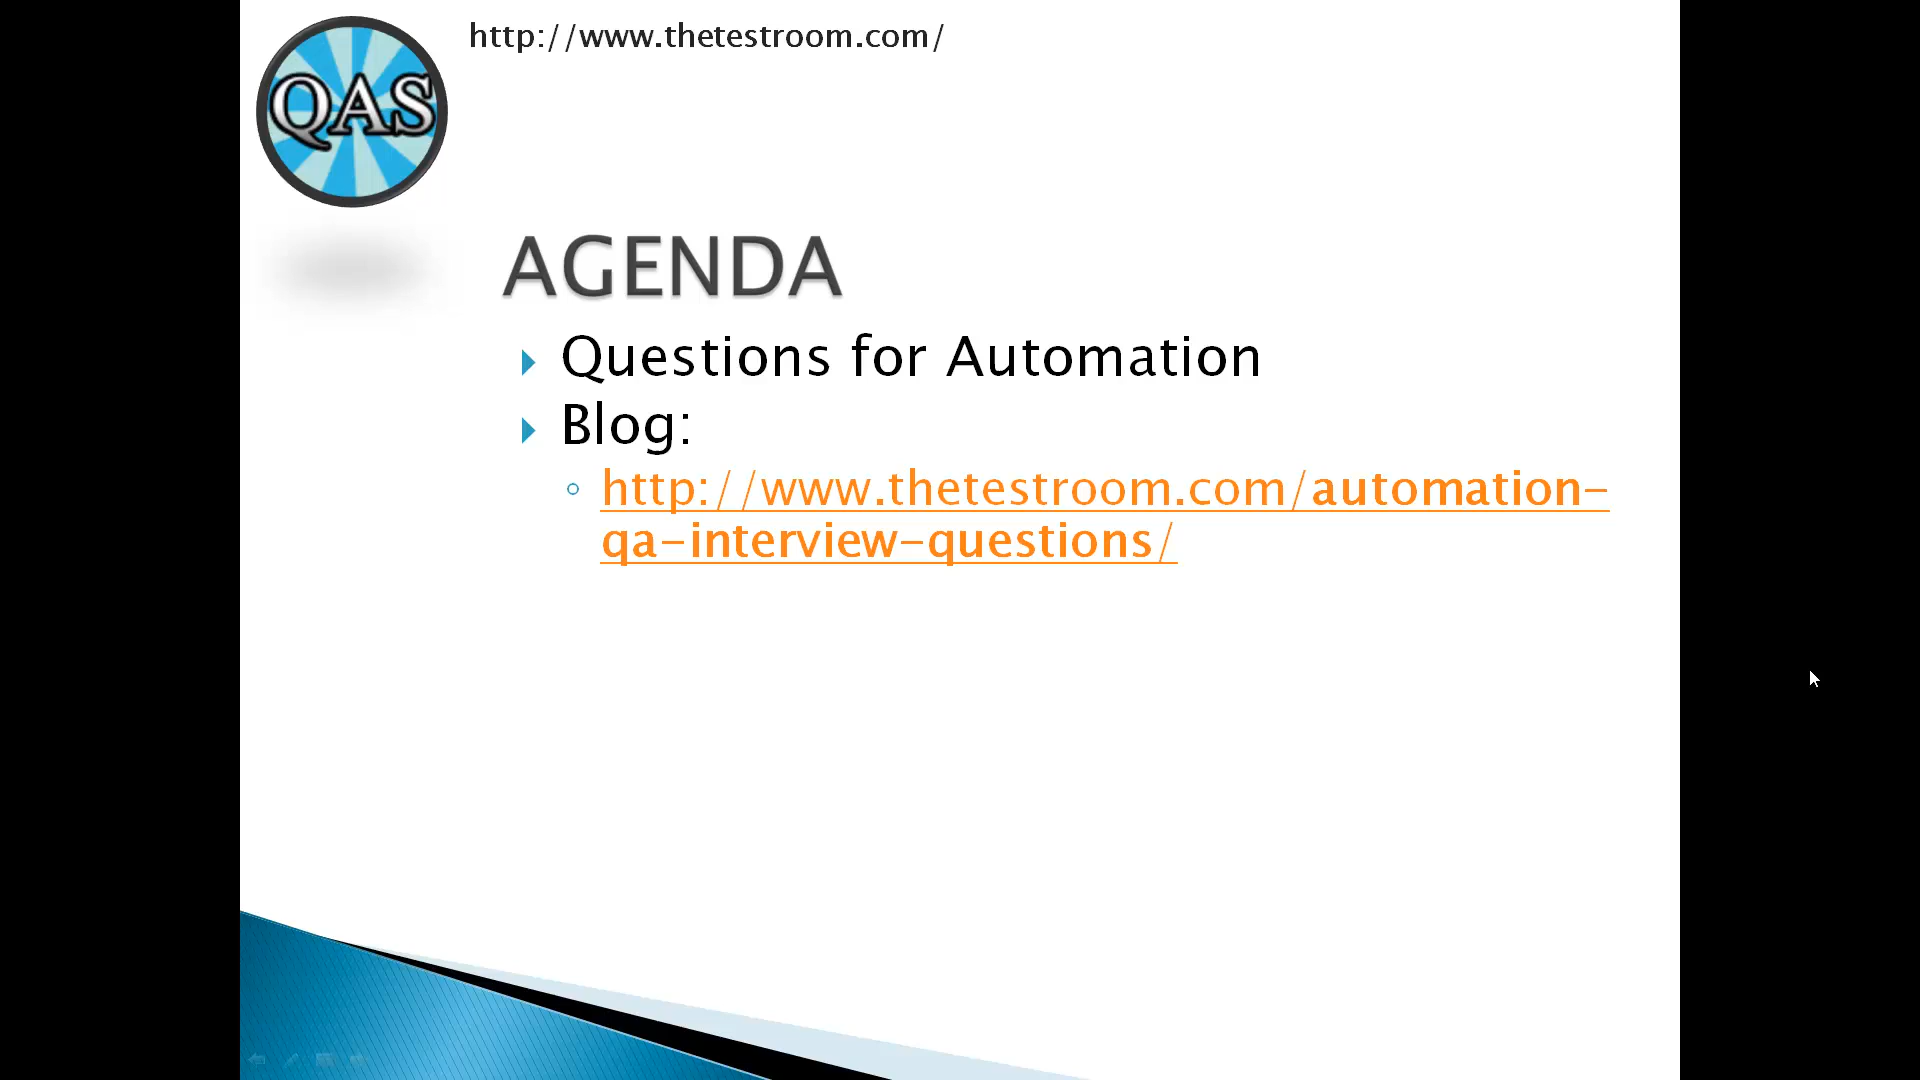 http://www.thetestroom.com/
QAS
AGENDA
Questions for Automation
Blog:
http://www.thetestroom.com/automation-
qa-interview-questions/